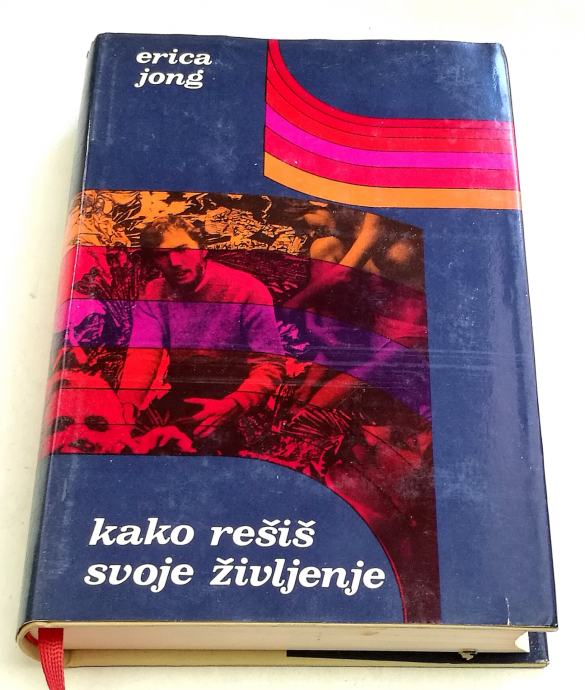 erica
jong
kako rešiš
svoje življenje